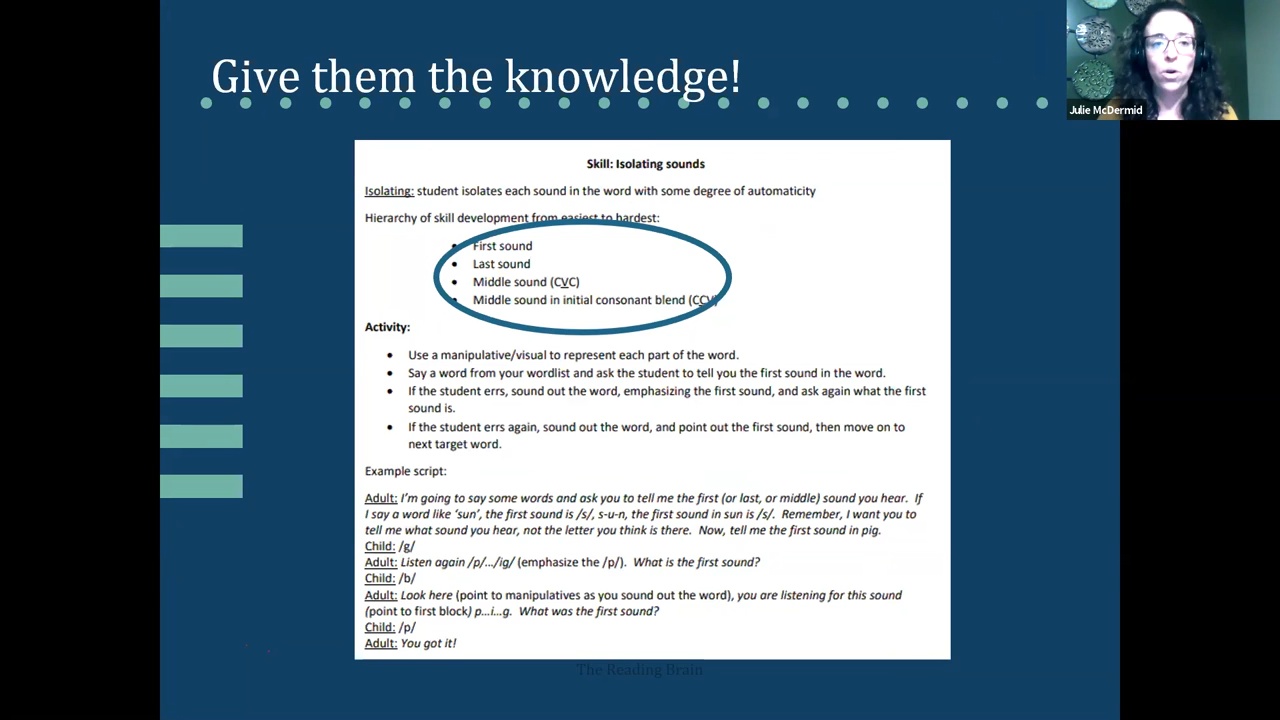 Give them the knowledge!
Julie McDermid
Skill: Isolating sounds
Isolating: student isolates each sound in the word with some degree of automaticity
Hierarchy of skill development from easiest to hardest:
• First sound
• Last sound
• Middle sound (CVC)
• Middle sound in initial consonant blend (CCV)
Activity:
• Use a manipulative/visual to represent each part of the word.
• Say a word from your wordlist and ask the student to tell you the first sound in the word.
• If the student errs, sound out the word, emphasizing the first sound, and ask again what the first
sound is.
• If the student errs again, sound out the word, and point out the first sound, then move on to
next target word.
Example script:
Adult: I'm going to say some words and ask you to tell me the first (or last, or middle) sound you hear. If
I say a word like 'sun', the first sound is /s/, s-u-n, the first sound in sun is /s/. Remember, I want you to
tell me what sound you hear, not the letter you think is there. Now, tell me the first sound in pig.
Child: /g/
Adult: Listen again /p/.../ig/ (emphasize the /p/). What is the first sound?
Child: /b/
Adult: Look here (point to manipulatives as you sound out the word), you are listening for this sound
(point to first block) p...i...g. What was the first sound?
Child: /p/
Adult: You got it!
The Reading Brain